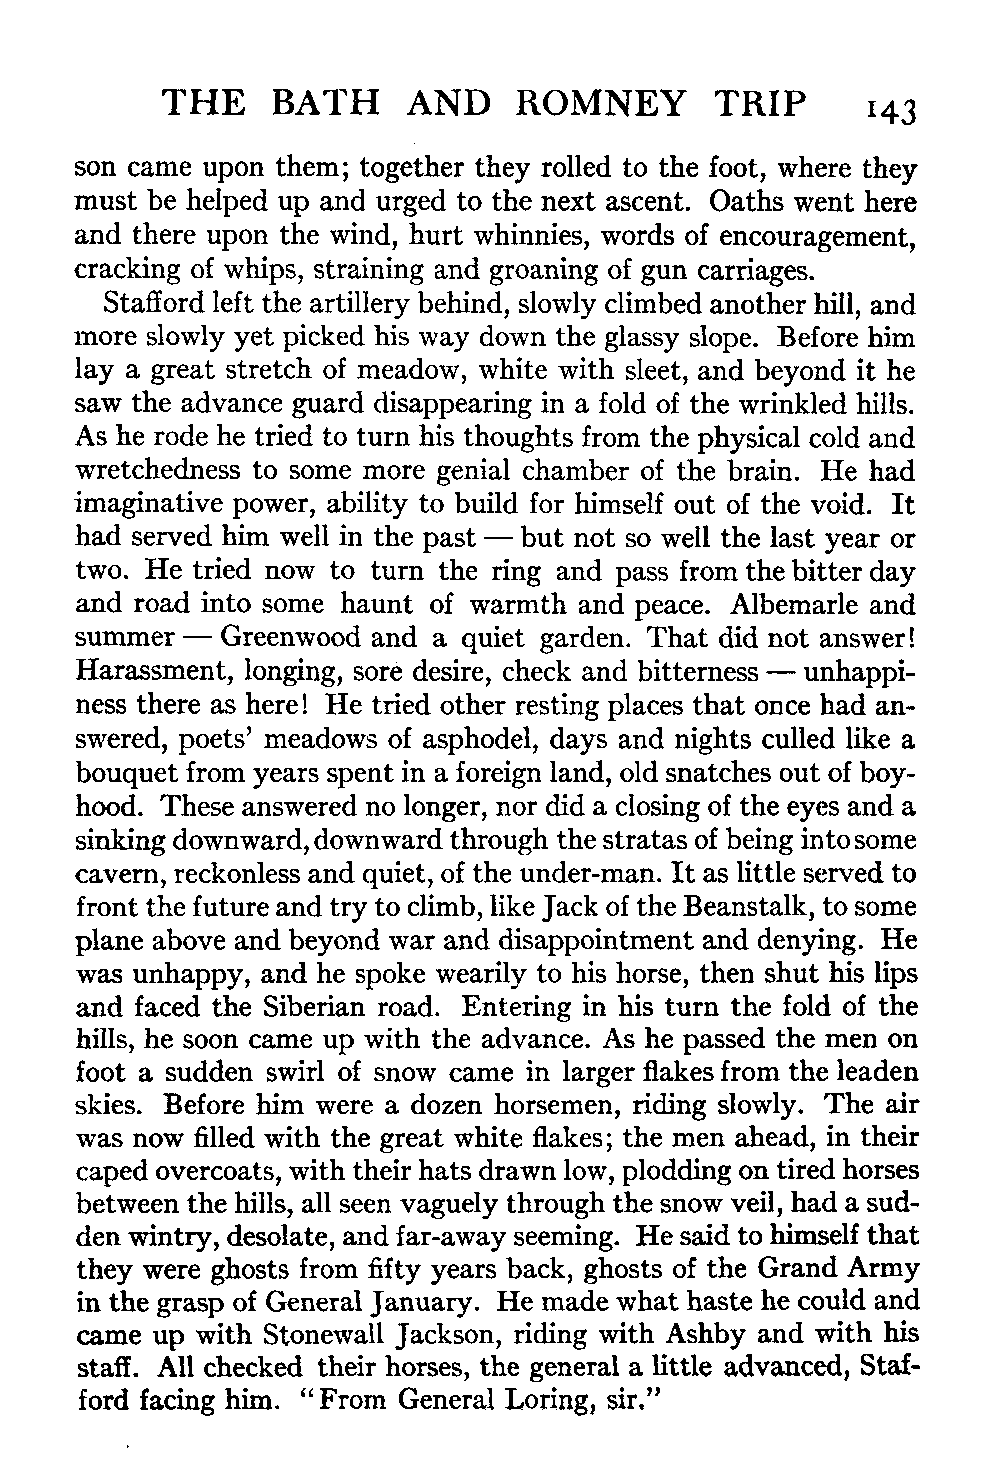 THE BATH AND ROMNEY TRIP 143
son came upon them; together they rolled to the foot, where they
must be helped up and urged to the next ascent. Oaths went here
and there upon the wind, hurt whinnies, words of encouragement,
cracking of whips, straining and groaning of gun carriages.
Stafford left the artillery behind, slowly climbed another hill, and
more slowly yet picked his way down the glassy slope. Before him
lay a great stretch of meadow, white with sleet, and beyond it he
saw the advance guard disappearing in a fold of the wrinkled hills.
As he rode he tried to turn his thoughts from the physical cold and
wretchedness to some more genial chamber of the brain. He had
imaginative power, ability to build for himself out of the void. It
had served him well in the past — but not so well the last year or
two. He tried now to turn the ring and pass from the bitter day
and road into some haunt of warmth and peace. Albemarle and
summer — Greenwood and a quiet garden. That did not answer!
Harassment, longing, sore desire, check and bitterness — unhappi-
ness there as here! He tried other resting places that once had an-
swered, poets' meadows of asphodel, days and nights culled like a
bouquet from years spent in a foreign land, old snatches out of boy-
hood. These answered no longer, nor did a closing of the eyes and a
sinking downward, downward through the stratas of being into some
cavern, reckonless and quiet, of the under-man. It as little served to
front the future and try to climb, like Jack of the Beanstalk, to some
plane above and beyond war and disappointment and denying. He
was unhappy, and he spoke wearily to his horse, then shut his lips
and faced the Siberian road. Entering in his turn the fold of the
hills, he soon came up with the advance. As he passed the men on
foot a sudden swirl of snow came in larger flakes from the leaden
skies. Before him were a dozen horsemen, riding slowly. The air
was now filled with the great white flakes; the men ahead, in their
caped overcoats, with their hats drawn low, plodding on tired horses
between the hills, all seen vaguely through the snow veil, had a sud-
den wintry, desolate, and far-away seeming. He said to himself that
they were ghosts from fifty years back, ghosts of the Grand Army
in the grasp of General January. He made what haste he could and
came up with Stonewall Jackson, riding with Ashby and with his
staff. All checked their horses, the general a little advanced, Staf-
ford facing him. "From General Loring, sir."